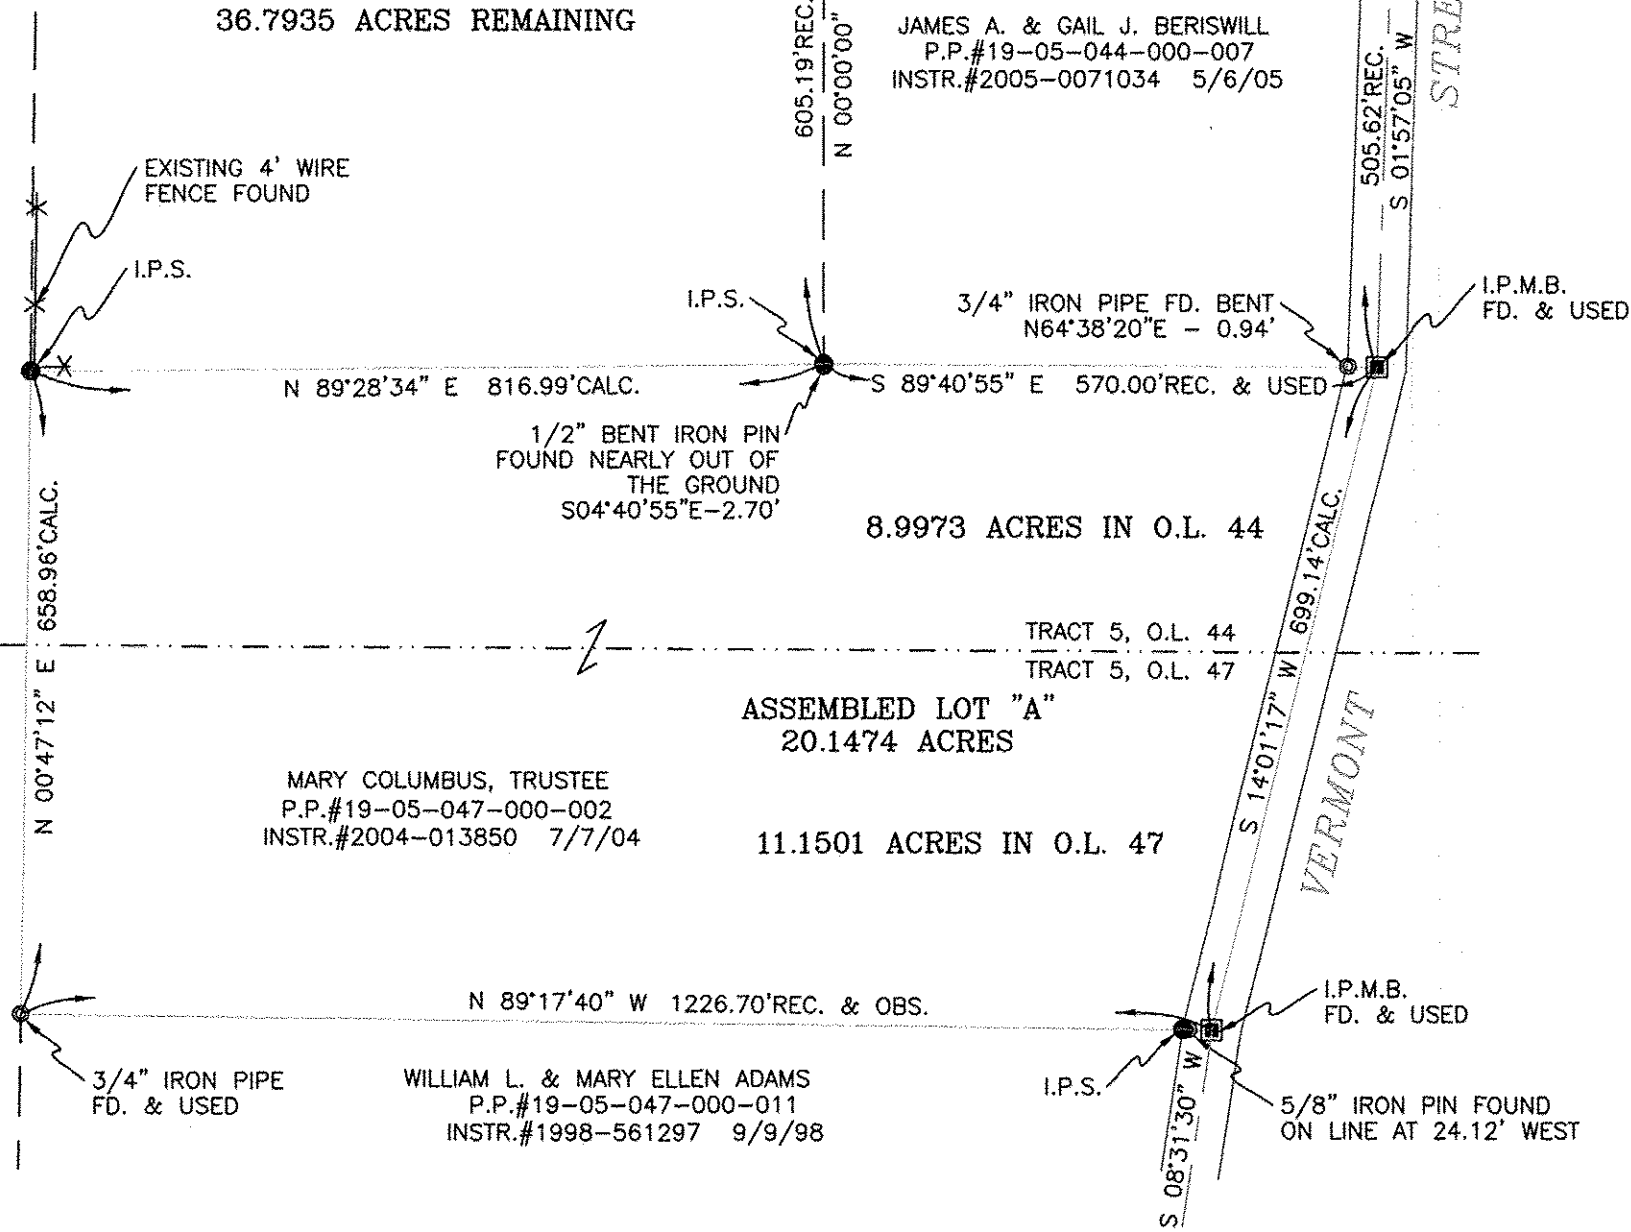 36.7935 ACRES REMAINING
605.19'REC.
N 00°00'00"
JAMES A. & GAIL J. BERISWILL
P.P.#19-05-044-000-007
INSTR.#2005-0071034 5/6/05
505.62'REC.
S 01°57'05" W
STRE
EXISTING 4' WIRE
FENCE FOUND
I.P.S.
I.P.S.
3/4" IRON PIPE FD. BENT
N64°38'20"E - 0.94'
I.P.M.B.
FD. & USED
N 89°28'34" E 816.99'CALC.
S 89°40'55" E 570.00'REC. & USED
1/2" BENT IRON PIN
FOUND NEARLY OUT OF
THE GROUND
S04°40'55"E-2.70'
8.9973 ACRES IN O.L. 44
N 00°47'12" E 658.96'CALC.
S 14°01'17" W 699.14'CALC.
TRACT 5, O.L. 44
TRACT 5, O.L. 47
ASSEMBLED LOT "A"
20.1474 ACRES
VERMONT
MARY COLUMBUS, TRUSTEE
P.P.#19-05-047-000-002
INSTR.#2004-013850 7/7/04
11.1501 ACRES IN O.L. 47
N 89°17'40" W 1226.70'REC. & OBS.
I.P.M.B.
FD. & USED
3/4" IRON PIPE
FD. & USED
WILLIAM L. & MARY ELLEN ADAMS
P.P.#19-05-047-000-011
INSTR.#1998-561297 9/9/98
I.P.S.
S 08°31'30" W
5/8" IRON PIN FOUND
ON LINE AT 24.12' WEST